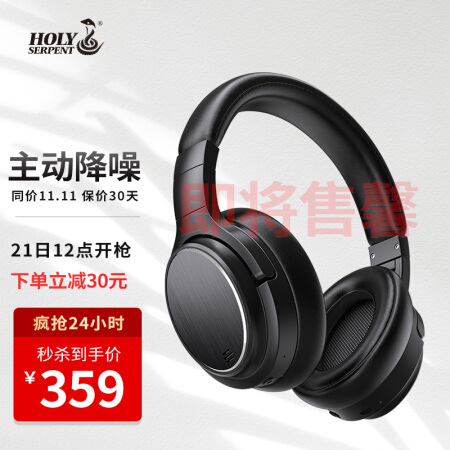 HOLY
SERPENT
®
主动降噪
即将售罄
同价11.11 保价30天
21日12点开枪
下单立减30元
疯抢24小时
秒杀到手价
￥359